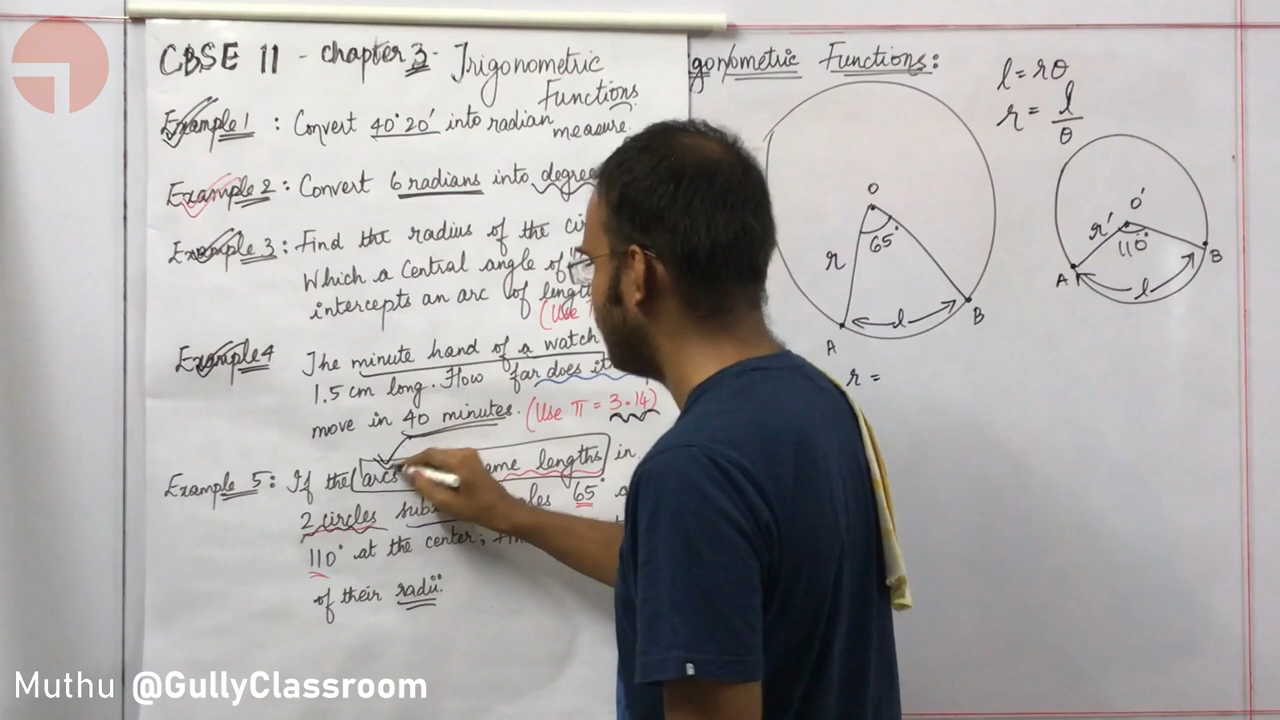 CBSE 11 - chapter 3 - Trigonometric
Functions
Example 1 : Convert 40° 20' into radian
measure.
Example 2 : Convert 6 radians into degree
Example 3 : Find the radius of the
Which a Central angle of
intercepts an arc of length
(Use
Example 4 The minute hand of a watch
1.5 cm long. How far does it
move in 40 minutes. (Use π = 3.14)
Example 5 : If the arcs lengths in
2 circles 65°
110° at the center;
of their radii.
Functions :
l = rθ
r = l/θ
O
65°
r
l
A
B
r =
O'
r'
110°
A
B
l
Muthu @GullyClassroom